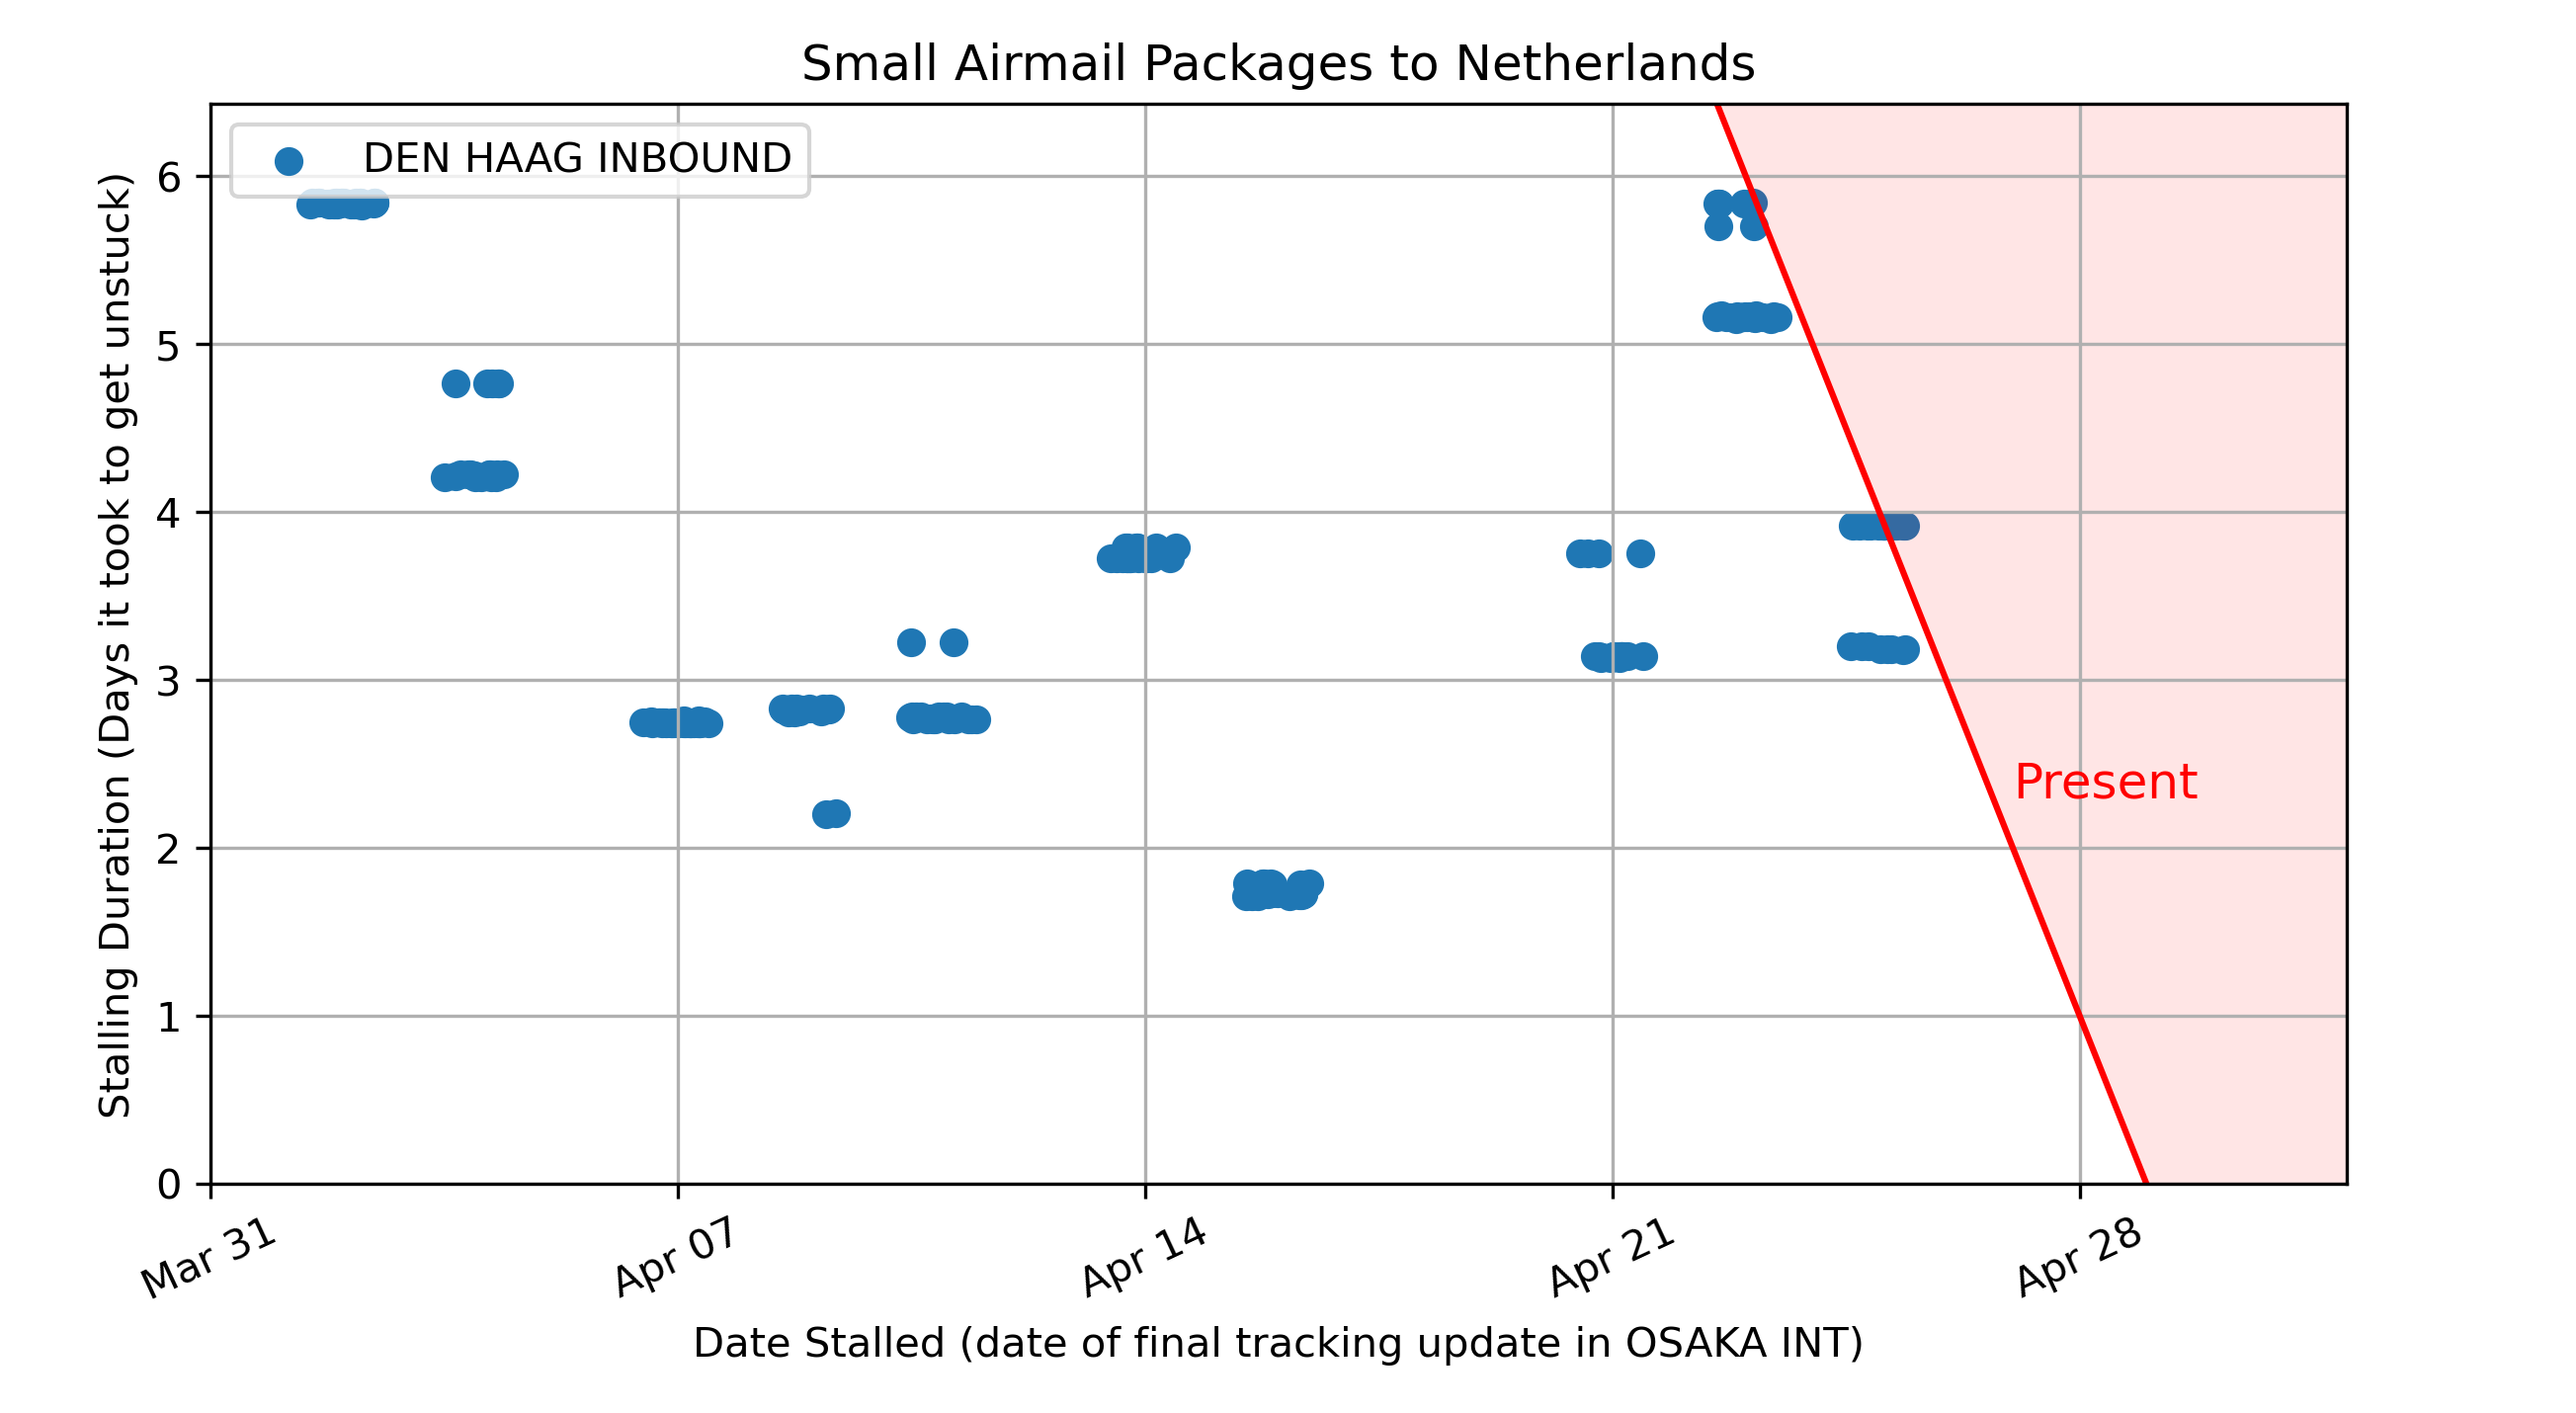 Small Airmail Packages to Netherlands
DEN HAAG INBOUND
Stalling Duration (Days it took to get unstuck)
6
5
4
3
2
1
0
Present
Mar 31
Apr 07
Apr 14
Apr 21
Apr 28
Date Stalled (date of final tracking update in OSAKA INT)